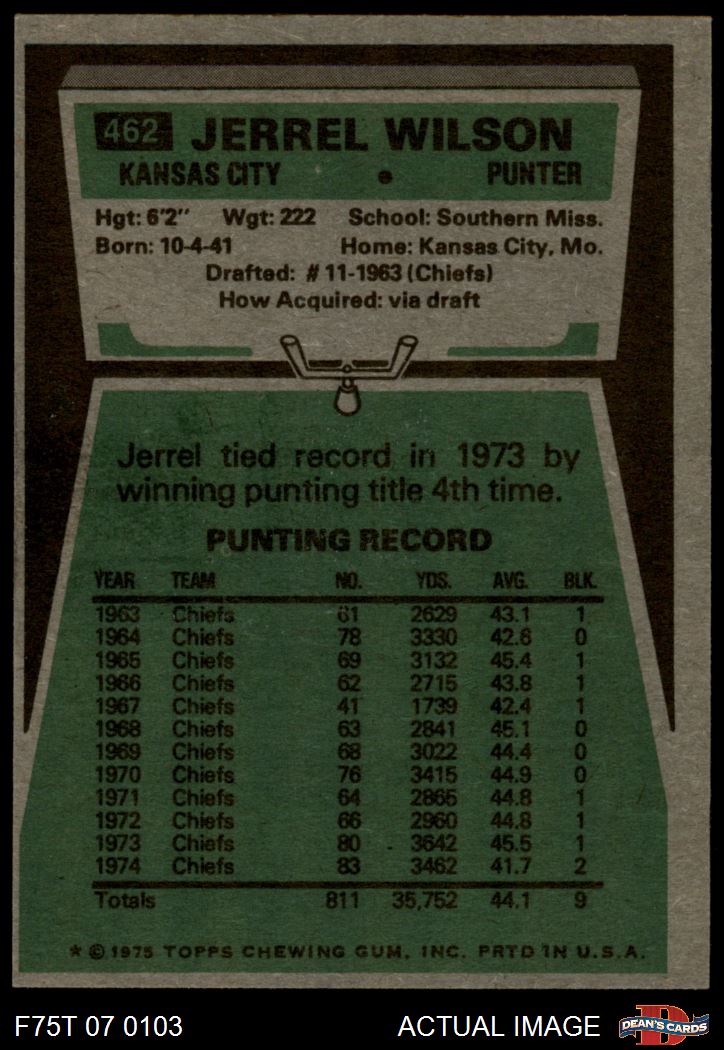 462 JERREL WILSON
KANSAS CITY • PUNTER
Hgt: 6'2" Wgt: 222 School: Southern Miss.
Born: 10-4-41 Home: Kansas City, Mo.
Drafted: #11-1963 (Chiefs)
How Acquired: via draft
Jerrel tied record in 1973 by
winning punting title 4th time.
PUNTING RECORD
YEAR TEAM NO. YDS. AVG. BLK.
1963 Chiefs 61 2629 43.1 1
1964 Chiefs 78 3330 42.6 0
1965 Chiefs 69 3132 45.4 1
1966 Chiefs 62 2715 43.8 1
1967 Chiefs 41 1739 42.4 1
1968 Chiefs 63 2841 45.1 0
1969 Chiefs 68 3022 44.4 0
1970 Chiefs 76 3415 44.9 0
1971 Chiefs 64 2865 44.8 1
1972 Chiefs 66 2960 44.8 1
1973 Chiefs 80 3642 45.5 1
1974 Chiefs 83 3462 41.7 2
Totals 811 35,752 44.1 9
* © 1975 TOPPS CHEWING GUM, INC. PRTD IN U.S.A.
F75T 07 0103 ACTUAL IMAGE D
DEAN'S CARDS